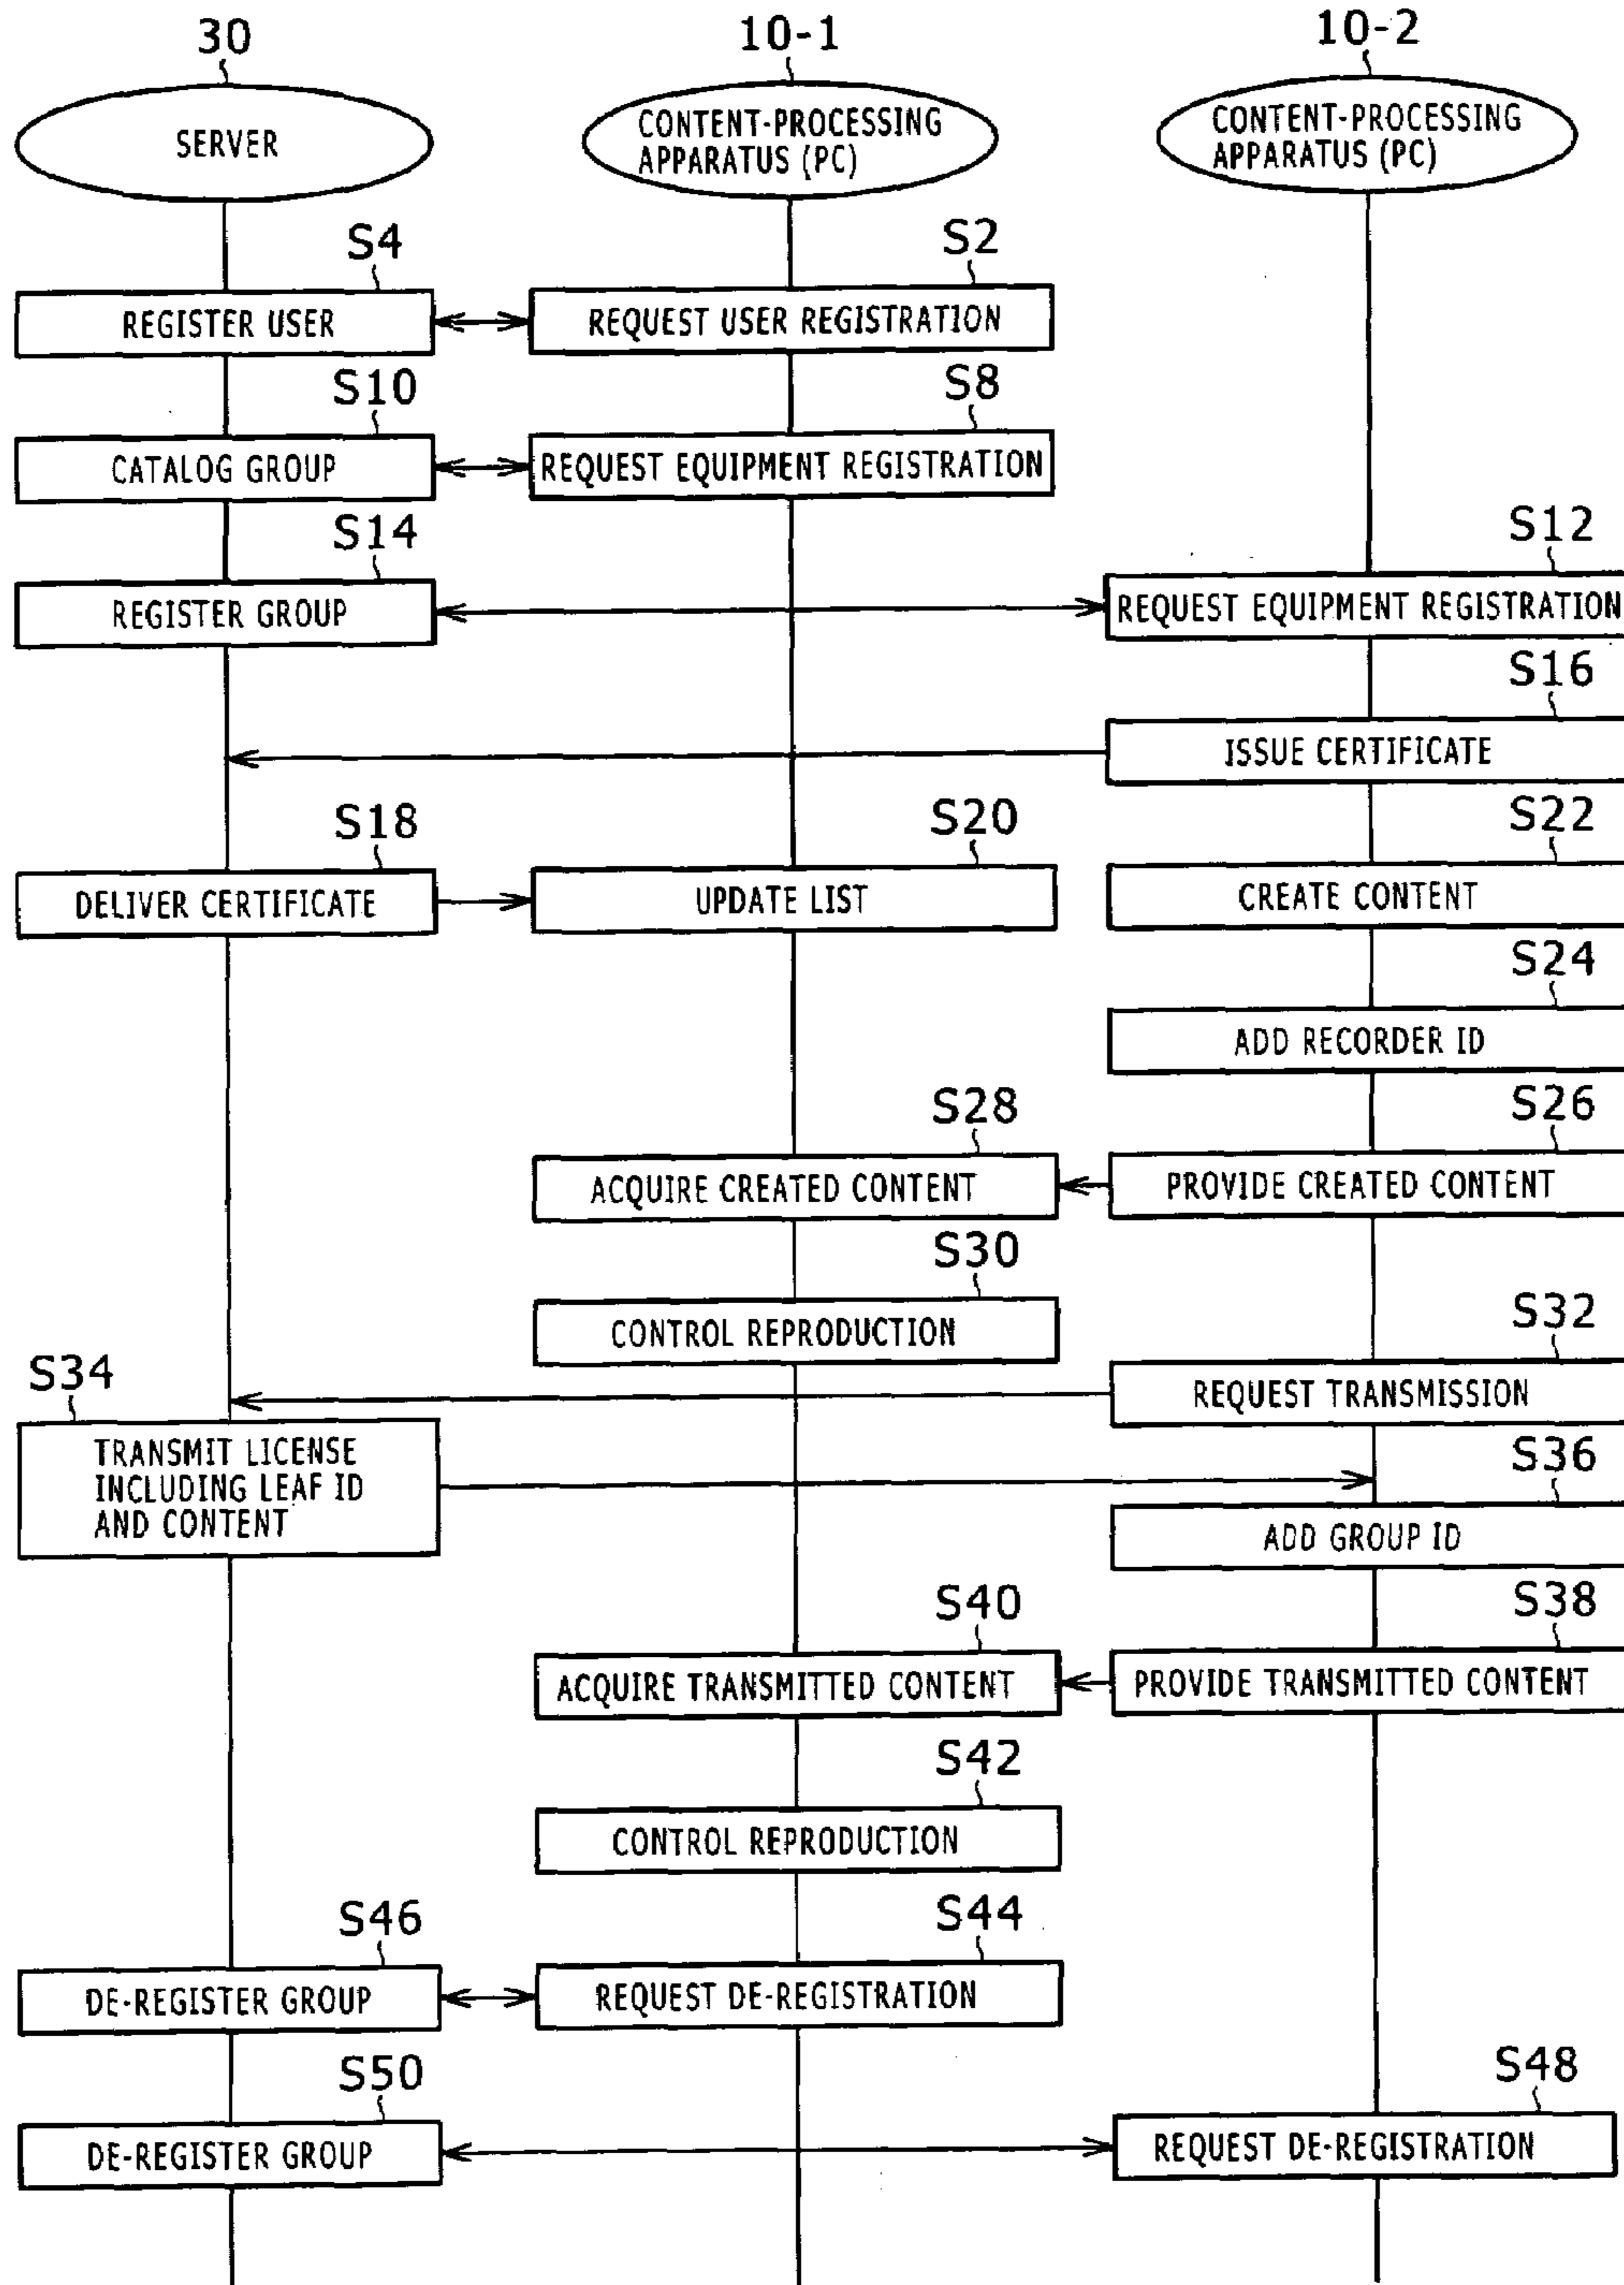 30
10-1
10-2
SERVER
CONTENT-PROCESSING
APPARATUS (PC)
CONTENT-PROCESSING
APPARATUS (PC)
S4
S2
REGISTER USER
REQUEST USER REGISTRATION
S10
S8
CATALOG GROUP
REQUEST EQUIPMENT REGISTRATION
S14
S12
REGISTER GROUP
REQUEST EQUIPMENT REGISTRATION
S16
ISSUE CERTIFICATE
S18
S20
S22
DELIVER CERTIFICATE
UPDATE LIST
CREATE CONTENT
S24
ADD RECORDER ID
S28
S26
ACQUIRE CREATED CONTENT
PROVIDE CREATED CONTENT
S30
CONTROL REPRODUCTION
S32
REQUEST TRANSMISSION
S34
TRANSMIT LICENSE
INCLUDING LEAF ID
AND CONTENT
S36
ADD GROUP ID
S40
S38
ACQUIRE TRANSMITTED CONTENT
PROVIDE TRANSMITTED CONTENT
S42
CONTROL REPRODUCTION
S46
S44
DE-REGISTER GROUP
REQUEST DE-REGISTRATION
S50
S48
DE-REGISTER GROUP
REQUEST DE-REGISTRATION